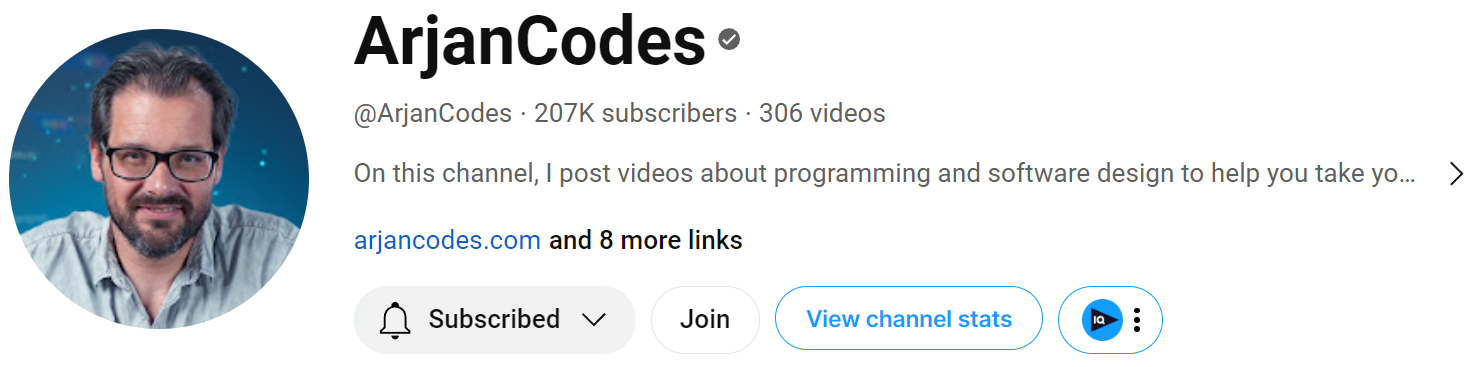 ArjanCodes
@ArjanCodes · 207K subscribers · 306 videos
On this channel, I post videos about programming and software design to help you take yo...
arjancodes.com and 8 more links
Subscribed Join View channel stats IQ